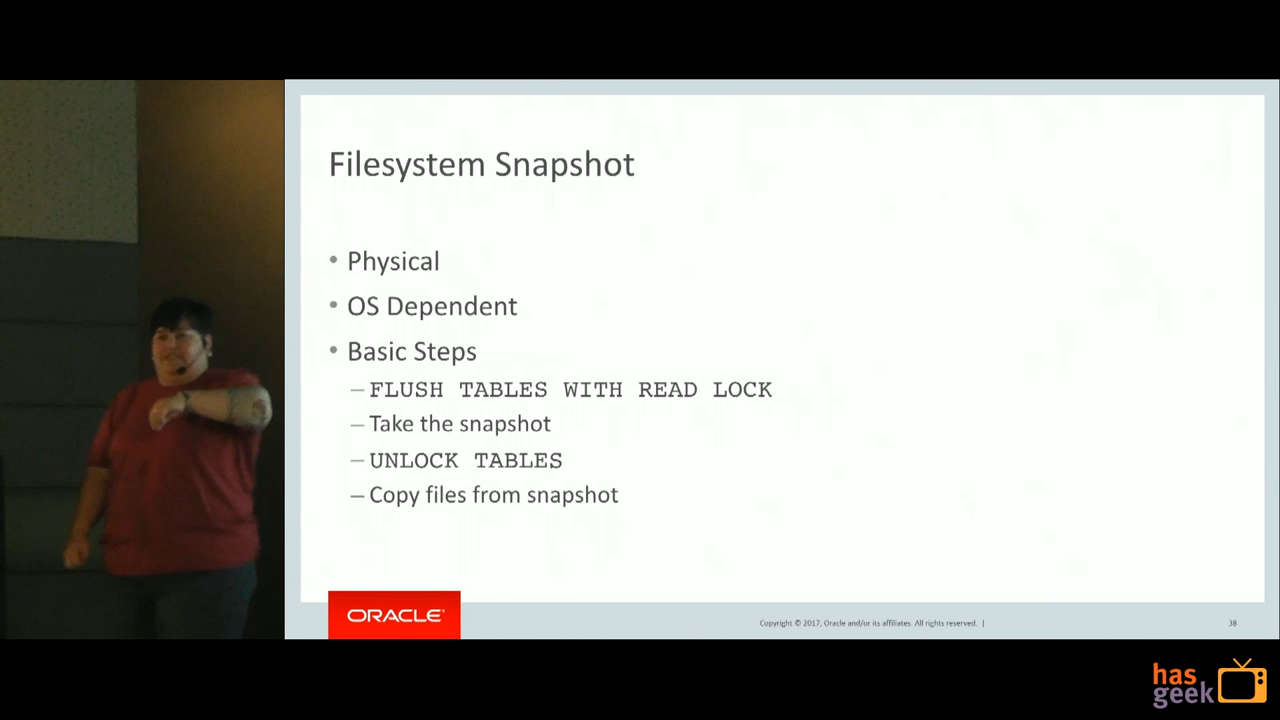 Filesystem Snapshot
• Physical
• OS Dependent
• Basic Steps
– FLUSH TABLES WITH READ LOCK
– Take the snapshot
– UNLOCK TABLES
– Copy files from snapshot
ORACLE®
Copyright © 2017, Oracle and/or its affiliates. All rights reserved. |
38
has
geek